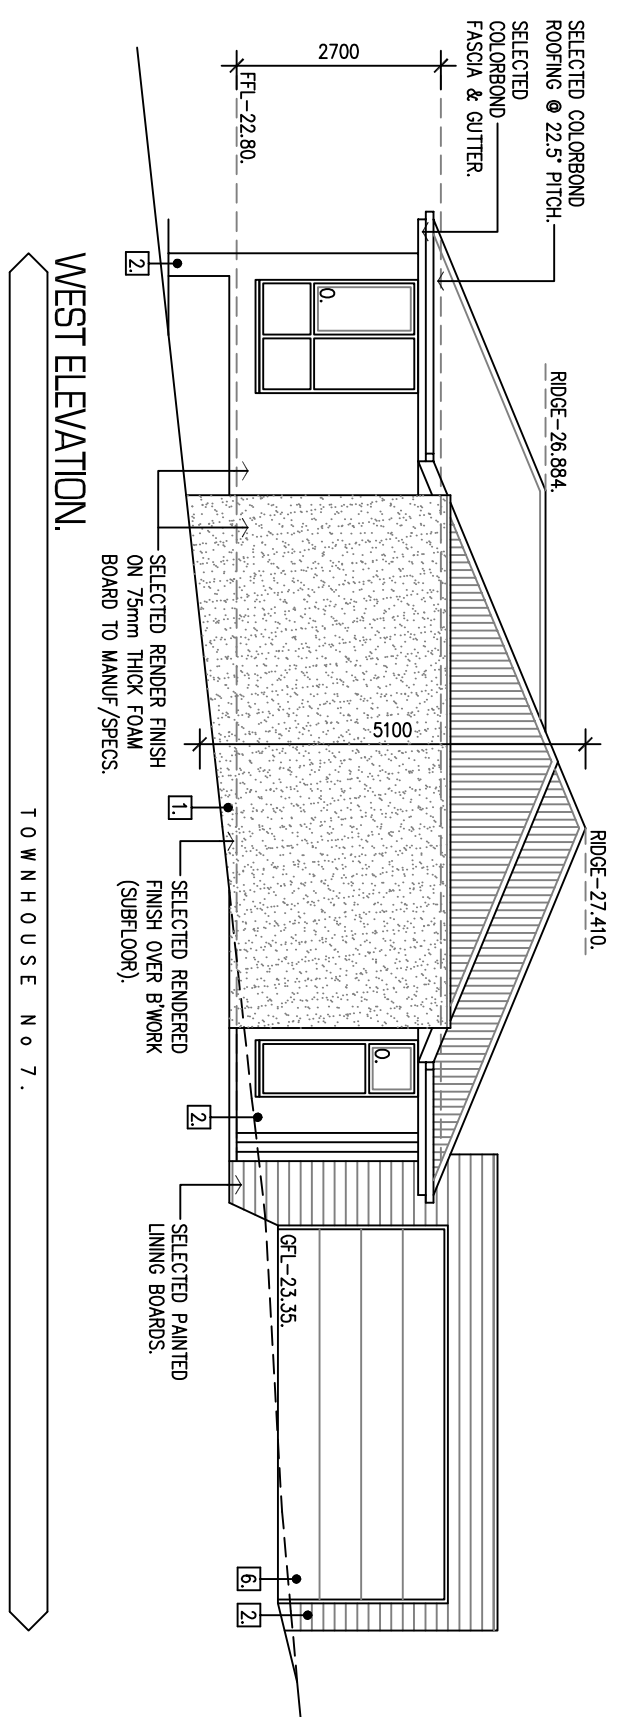 SELECTED COLORBOND
ROOFING @ 22.5° PITCH.
SELECTED
COLORBOND
FASCIA & GUTTER.
2700
FFL-22.80.
RIDGE-26.884.
RIDGE-27.410.
5100
O.
O.
GFL-23.35.
2.
1.
2.
6.
2.
SELECTED RENDER FINISH
ON 75mm THICK FOAM
BOARD TO MANUF/SPECS.
SELECTED RENDERED
FINISH OVER B'WORK
(SUBFLOOR).
SELECTED PAINTED
LINING BOARDS.
WEST ELEVATION.
TOWNHOUSE No 7.